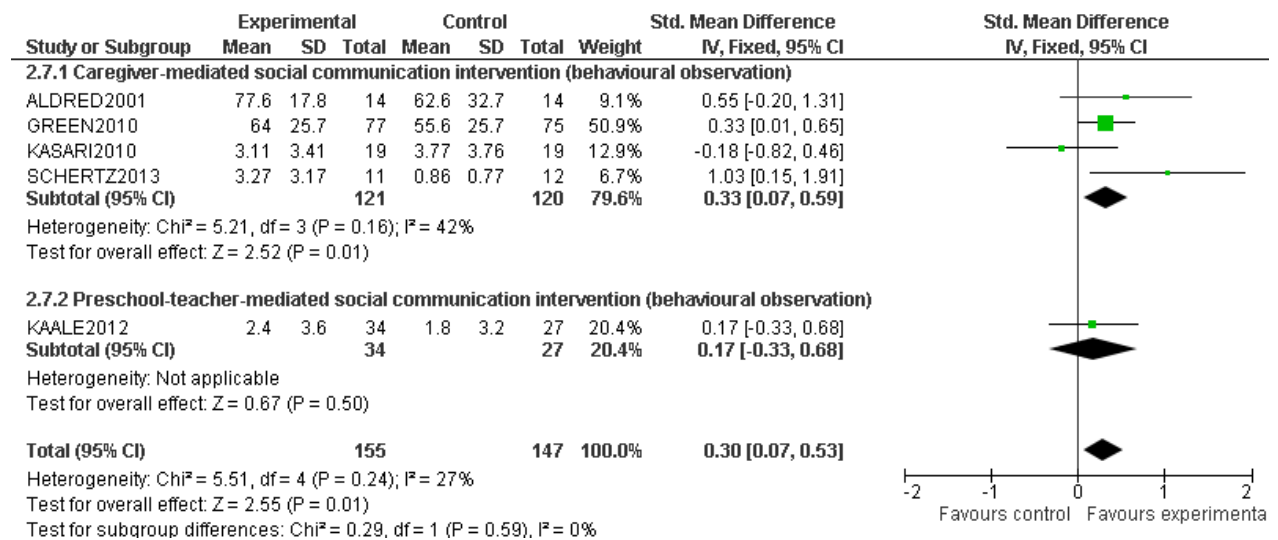 Experimental Control Std. Mean Difference Std. Mean Difference
Study or Subgroup Mean SD Total Mean SD Total Weight IV, Fixed, 95% CI IV, Fixed, 95% CI
2.7.1 Caregiver-mediated social communication intervention (behavioural observation)
ALDRED2001 77.6 17.8 14 62.6 32.7 14 9.1% 0.55 [-0.20, 1.31]
GREEN2010 64 25.7 77 55.6 25.7 75 50.9% 0.33 [0.01, 0.65]
KASARI2010 3.11 3.41 19 3.77 3.76 19 12.9% -0.18 [-0.82, 0.46]
SCHERTZ2013 3.27 3.17 11 0.86 0.77 12 6.7% 1.03 [0.15, 1.91]
Subtotal (95% CI) 121 120 79.6% 0.33 [0.07, 0.59]
Heterogeneity: Chi² = 5.21, df = 3 (P = 0.16); I² = 42%
Test for overall effect: Z = 2.52 (P = 0.01)
2.7.2 Preschool-teacher-mediated social communication intervention (behavioural observation)
KAALE2012 2.4 3.6 34 1.8 3.2 27 20.4% 0.17 [-0.33, 0.68]
Subtotal (95% CI) 34 27 20.4% 0.17 [-0.33, 0.68]
Heterogeneity: Not applicable
Test for overall effect: Z = 0.67 (P = 0.50)
Total (95% CI) 155 147 100.0% 0.30 [0.07, 0.53]
Heterogeneity: Chi² = 5.51, df = 4 (P = 0.24); I² = 27%
Test for overall effect: Z = 2.55 (P = 0.01)
Test for subgroup differences: Chi² = 0.29, df = 1 (P = 0.59), I² = 0%
-2 -1 0 1 2
Favours control Favours experimenta